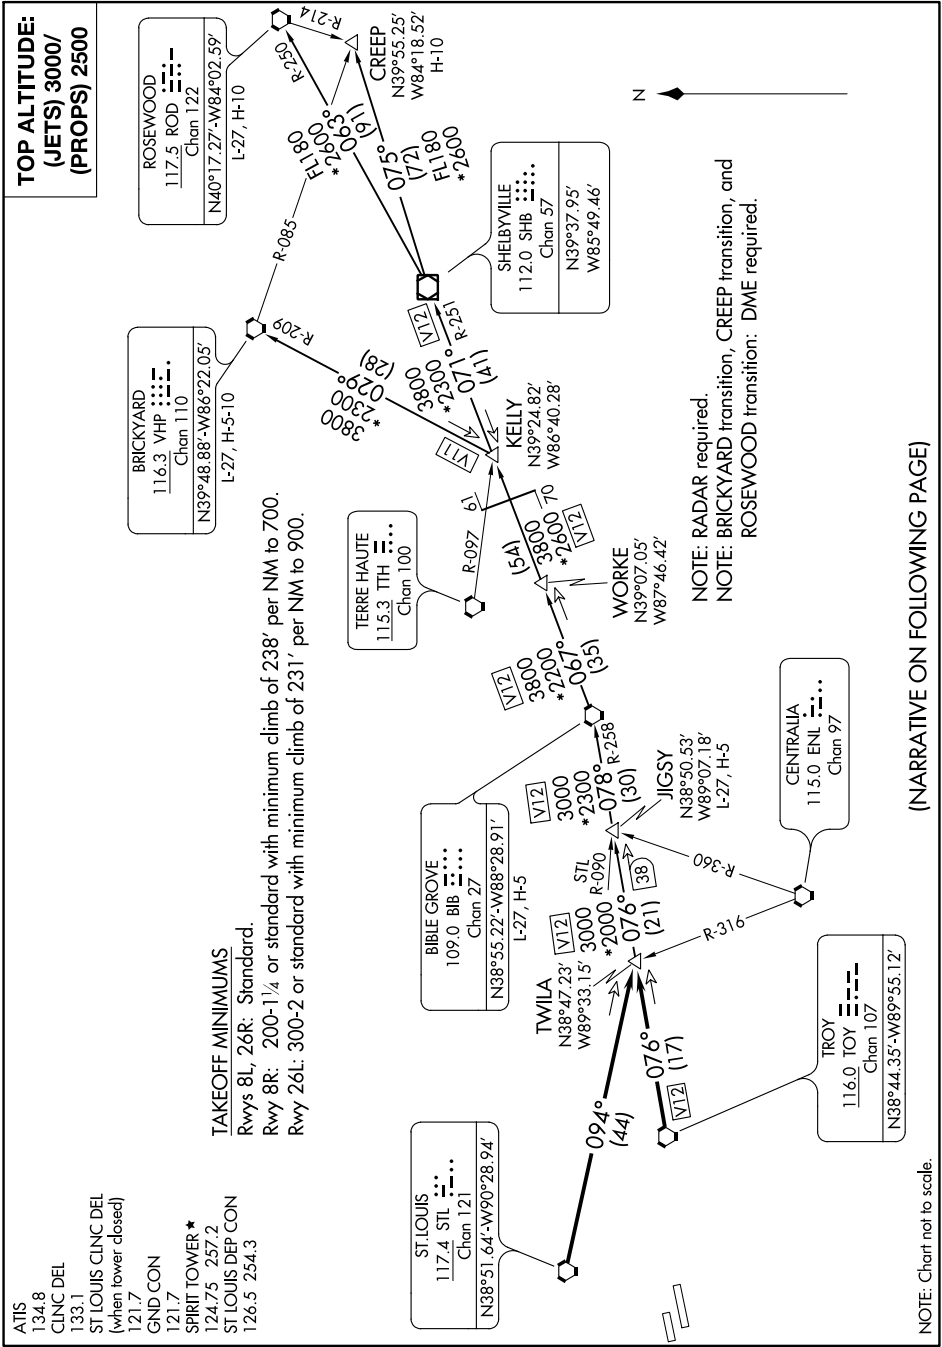 TOP ALTITUDE:
(JETS) 3000/
(PROPS) 2500
ATIS
134.8
CLNC DEL
133.1
ST LOUIS CLNC DEL
(when tower closed)
121.7
GND CON
121.7
SPIRIT TOWER★
124.75 257.2
ST LOUIS DEP CON
126.5 254.3
TAKEOFF MINIMUMS
Rwys 8L, 26R: Standard.
Rwy 8R: 200-1¼ or standard with minimum climb of 238' per NM to 700.
Rwy 26L: 300-2 or standard with minimum climb of 231' per NM to 900.
ST.LOUIS
117.4 STL
Chan 121
N38°51.64'-W90°28.94'
094°
(44)
TROY
116.0 TOY
Chan 107
N38°44.35'-W89°55.12'
V12
076°
(17)
TWILA
N38°47.23'
W89°33.15'
V12
3000
*2000
076°
(21)
STL
R-090
38
R-316
R-360
CENTRALIA
115.0 ENL
Chan 97
JIGSY
N38°50.53'
W89°07.18'
L-27, H-5
V12
3000
*2300
078°
(30)
R-258
BIBLE GROVE
109.0 BIB
Chan 27
N38°55.22'-W88°28.91'
L-27, H-5
V12
3800
*2200
067°
(35)
WORKE
N39°07.05'
W87°46.42'
(54)
3800
*2600
V12
61
70
TERRE HAUTE
115.3 TTH
Chan 100
R-097
KELLY
N39°24.82'
W86°40.28'
V11
3800
*2300
029°
(28)
R-209
BRICKYARD
116.3 VHP
Chan 110
N39°48.88'-W86°22.05'
L-27, H-5-10
R-085
V12
3800
*2300
071°
(41)
R-251
SHELBYVILLE
112.0 SHB
Chan 57
N39°37.95'
W85°49.46'
FL180
*2600
063°
(91)
R-250
075°
(72)
FL180
*2600
ROSEWOOD
117.5 ROD
Chan 122
N40°17.27'-W84°02.59'
L-27, H-10
R-214
CREEP
N39°55.25'
W84°18.52'
H-10
N
NOTE: RADAR required.
NOTE: BRICKYARD transition, CREEP transition, and
ROSEWOOD transition: DME required.
(NARRATIVE ON FOLLOWING PAGE)
NOTE: Chart not to scale.